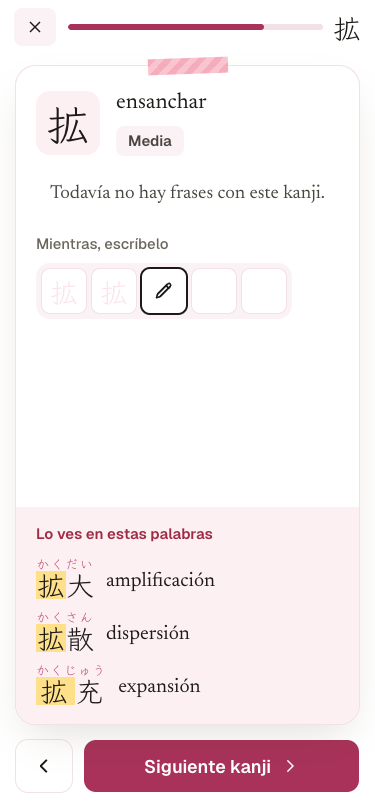 拡
拡
ensanchar
Media
Todavía no hay frases con este kanji.
Mientras, escríbelo
拡 拡
Lo ves en estas palabras
かくだい
拡大 amplificación
かくさん
拡散 dispersión
かくじゅう
拡充 expansión
Siguiente kanji